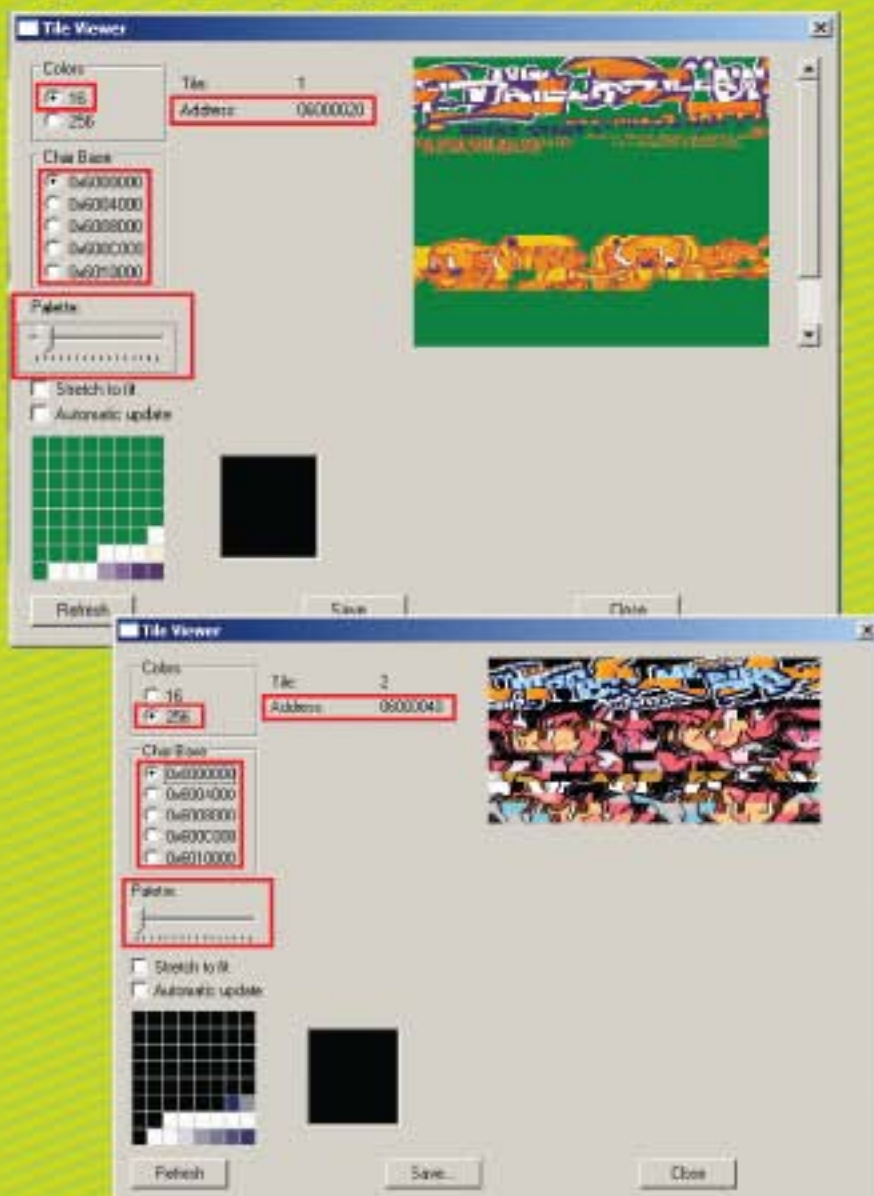 Tile Viewer
Colors
16
256
Tile: 1
Address: 06000020
Char Base
0x6000000
0x6004000
0x6008000
0x600C000
0x6010000
Palette:
Stretch to fit
Automatic update
Refresh
Save
Close
Tile Viewer
Colors
16
256
Tile: 2
Address: 06000040
Char Base
0x6000000
0x6004000
0x6008000
0x600C000
0x6010000
Palette:
Stretch to fit
Automatic update
Refresh
Save...
Close